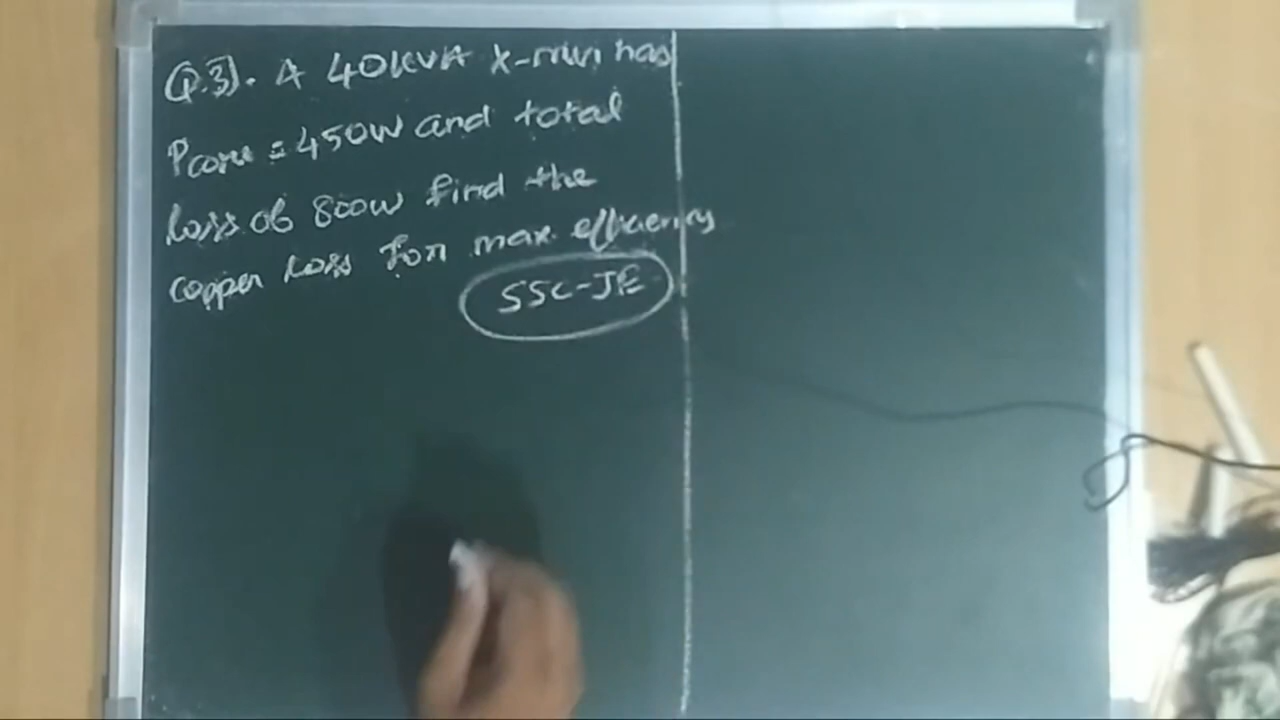 Q.3]. A 40KVA X-mer has
Pcore = 450W and total
loss of 800W find the
copper loss for max efficiency
SSC-JE